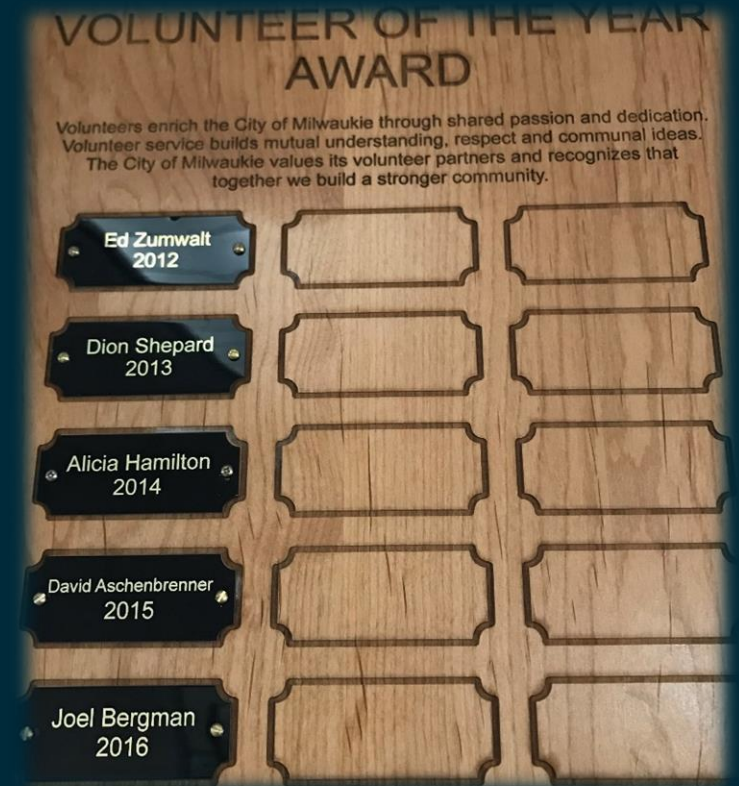 VOLUNTEER OF THE YEAR
AWARD
Volunteers enrich the City of Milwaukie through shared passion and dedication.
Volunteer service builds mutual understanding, respect and communal ideas.
The City of Milwaukie values its volunteer partners and recognizes that
together we build a stronger community.
Ed Zumwalt
2012
Dion Shepard
2013
Alicia Hamilton
2014
David Aschenbrenner
2015
Joel Bergman
2016